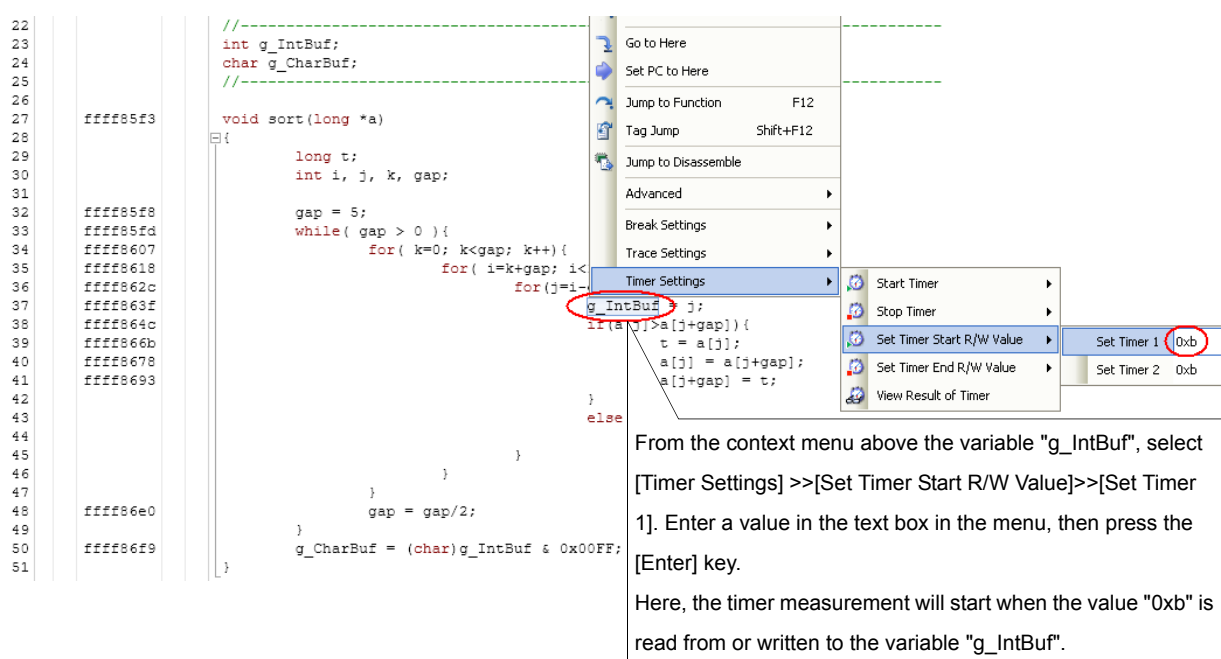 22 //------------------------------------------------------------------------------------
23 int g_IntBuf;
24 char g_CharBuf;
25 //------------------------------------------------------------------------------------
26
27 ffff85f3 void sort(long *a)
28 {
29 long t;
30 int i, j, k, gap;
31
32 ffff85f8 gap = 5;
33 ffff85fd while( gap > 0 ){
34 ffff8607 for( k=0; k<gap; k++){
35 ffff8618 for( i=k+gap; i<
36 ffff862c for(j=i-
37 ffff863f g_IntBuf = j;
38 ffff864c if(a[j]>a[j+gap]){
39 ffff866b t = a[j];
40 ffff8678 a[j] = a[j+gap];
41 ffff8693 a[j+gap] = t;
42 }
43 else
44
45 }
46 }
47 }
48 ffff86e0 gap = gap/2;
49 }
50 ffff86f9 g_CharBuf = (char)g_IntBuf & 0x00FF;
51 }
Go to Here
Set PC to Here
Jump to Function F12
Tag Jump Shift+F12
Jump to Disassemble
Advanced
Break Settings
Trace Settings
Timer Settings
Start Timer
Stop Timer
Set Timer Start R/W Value
Set Timer End R/W Value
View Result of Timer
Set Timer 1 0xb
Set Timer 2 0xb
From the context menu above the variable "g_IntBuf", select
[Timer Settings] >>[Set Timer Start R/W Value]>>[Set Timer
1]. Enter a value in the text box in the menu, then press the
[Enter] key.
Here, the timer measurement will start when the value "0xb" is
read from or written to the variable "g_IntBuf".